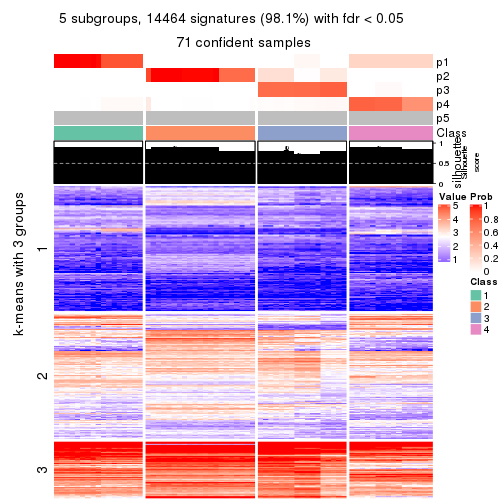 5 subgroups, 14464 signatures (98.1%) with fdr < 0.05
71 confident samples
p1
p2
p3
p4
p5
Class
1
0.5
0
silhouette
Silhouette
score
k-means with 3 groups
1
2
3
Value
5
4
3
2
1
Prob
1
0.8
0.6
0.4
0.2
0
Class
1
2
3
4